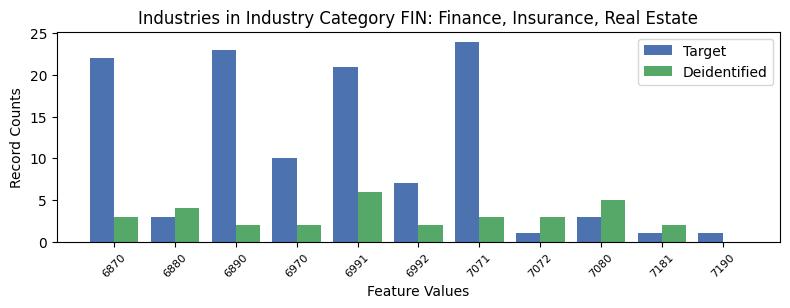 Industries in Industry Category FIN: Finance, Insurance, Real Estate
Target
Deidentified
Record Counts
25
20
15
10
5
0
6870 6880 6890 6970 6991 6992 7071 7072 7080 7181 7190
Feature Values